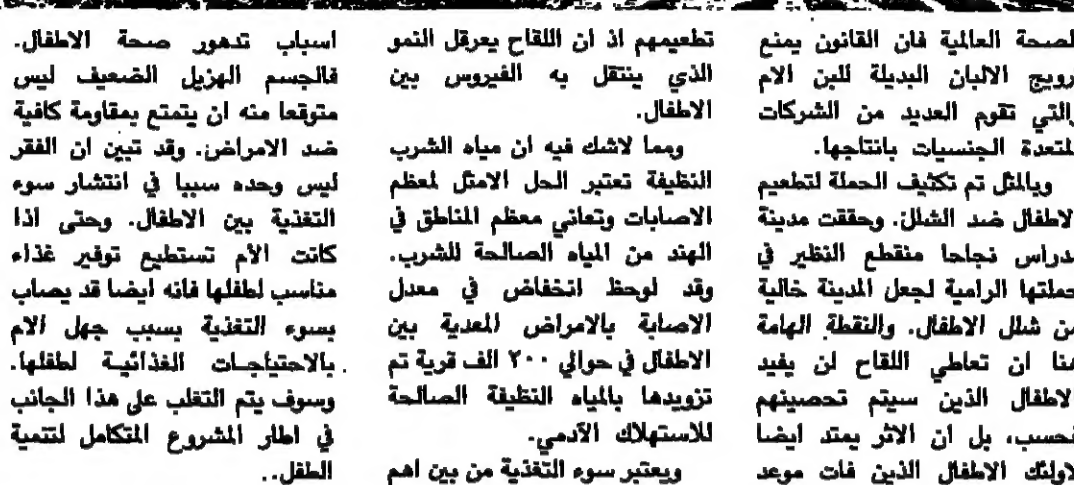 لصحة العالمية فان القانون يمنع
رويج الالبان البديلة للبن الام
التي تقوم العديد من الشركات
لمتعدة الجنسيات بانتاجها.
وبالمثل تم تكثيف الحملة لتطعيم
لاطفال ضد الشلل. وحققت مدينة
دراس نجاحا منقطع النظير في
حملتها الرامية لجعل المدينة خالية
من شلل الاطفال. والنقطة الهامة
هنا ان تعاطي اللقاح لن يفيد
لاطفال الذين سيتم تحصينهم
فحسب، بل ان الاثر يمتد ايضا
لاولئك الاطفال الذين فات موعد
تطعيمهم اذ ان اللقاح يعرقل النمو
الذي ينتقل به الفيروس بين
الاطفال.
ومما لاشك فيه ان مياه الشرب
النظيفة تعتبر الحل الامثل لمعظم
الاصابات وتعاني معظم المناطق في
الهند من المياه الصالحة للشرب.
وقد لوحظ انخفاض في معدل
الاصابة بالامراض المعدية بين
الاطفال في حوالي ٢٠٠ الف قرية تم
تزويدها بالمياه النظيفة الصالحة
للاستهلاك الآدمي.
ويعتبر سوء التغذية من بين اهم
اسباب تدهور صحة الاطفال.
فالجسم الهزيل الضعيف ليس
متوقعا منه ان يتمتع بمقاومة كافية
ضد الامراض. وقد تبين ان الفقر
ليس وحده سببا في انتشار سوء
التغذية بين الاطفال. وحتى اذا
كانت الأم تستطيع توفير غذاء
مناسب لطفلها فانه ايضا قد يصاب
بسوء التغذية بسبب جهل الام
بالاحتياجات الغذائية لطفلها.
وسوف يتم التغلب على هذا الجانب
في اطار المشروع المتكامل لتنمية
الطفل..